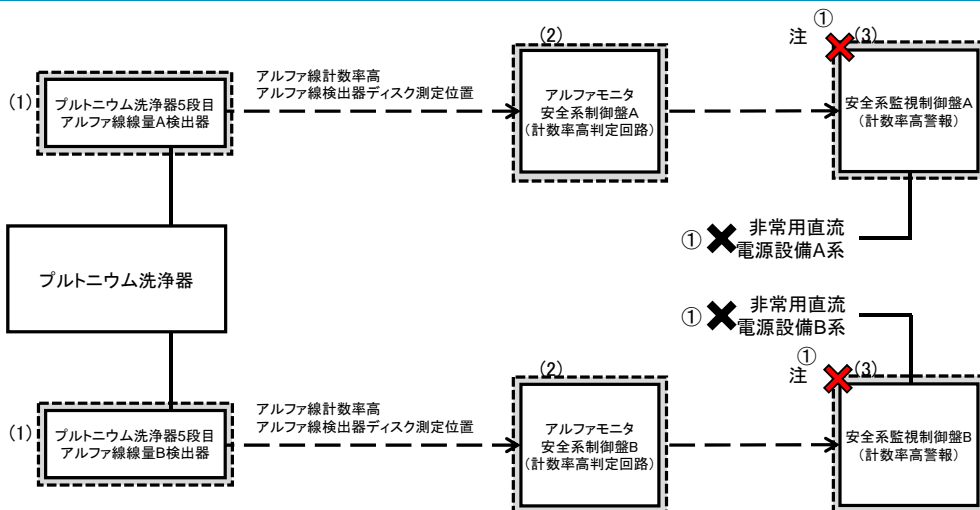 ①
注
(1)
プルトニウム洗浄器5段目
アルファ線線量A検出器
アルファ線計数率高
アルファ線検出器ディスク測定位置
(2)
アルファモニタ
安全系制御盤A
(計数率高判定回路)
(3)
安全系監視制御盤A
(計数率高警報)
①
非常用直流
電源設備A系
プルトニウム洗浄器
①
非常用直流
電源設備B系
①
注
(1)
プルトニウム洗浄器5段目
アルファ線線量B検出器
アルファ線計数率高
アルファ線検出器ディスク測定位置
(2)
アルファモニタ
安全系制御盤B
(計数率高判定回路)
(3)
安全系監視制御盤B
(計数率高警報)